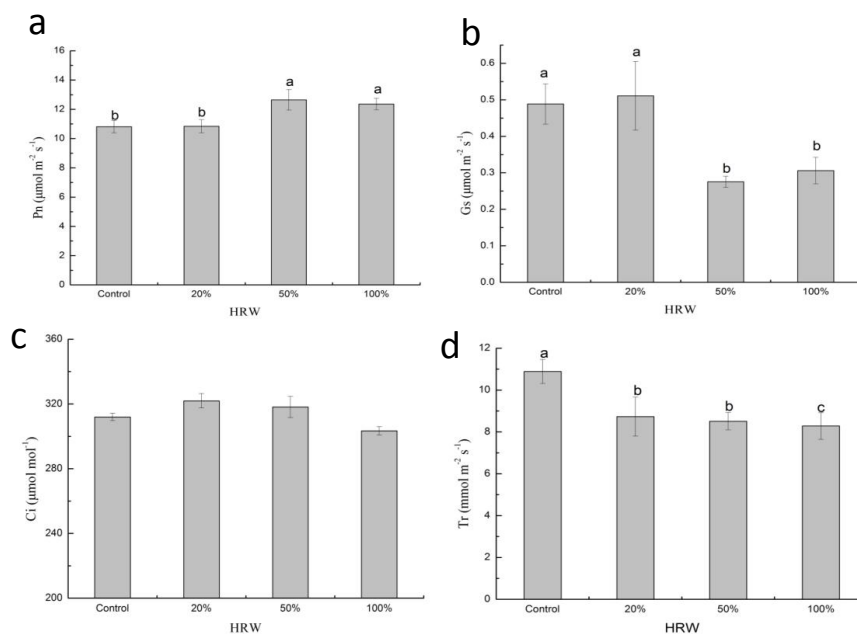 a
16
14
12
10
8
6
4
2
0
Pn (μmol m⁻² s⁻¹)
b
b
a
a
Control 20% 50% 100%
HRW
b
0.6
0.5
0.4
0.3
0.2
0.1
0.0
Gs (μmol m⁻² s⁻¹)
a
a
b
b
Control 20% 50% 100%
HRW
c
360
320
280
240
200
Ci (μmol mol⁻¹)
Control 20% 50% 100%
HRW
d
12
10
8
6
4
2
0
Tr (mmol m⁻² s⁻¹)
a
b
b
c
Control 20% 50% 100%
HRW